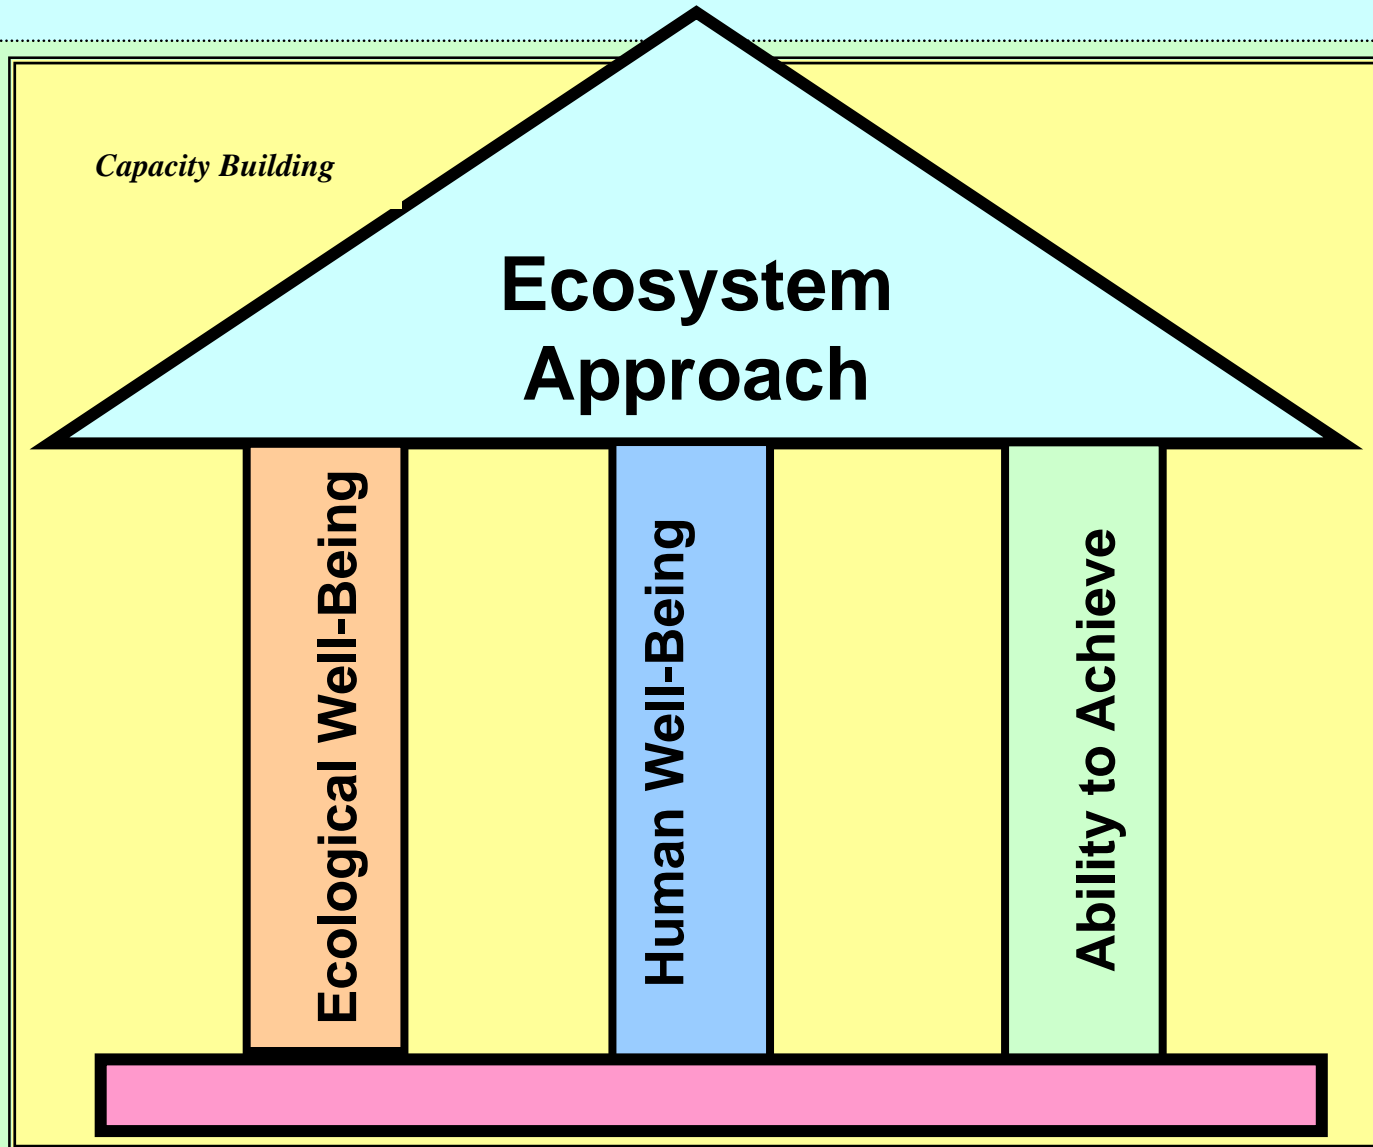 Capacity Building
Ecosystem
Approach
Ecological Well-Being
Human Well-Being
Ability to Achieve